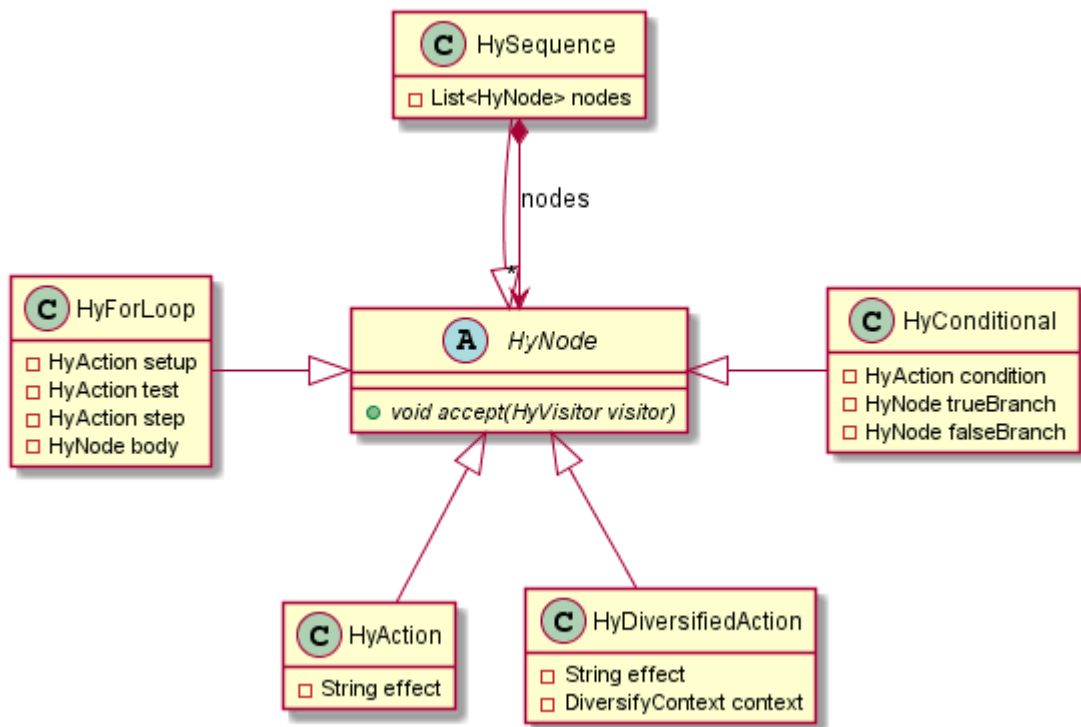 C HySequence
List<HyNode> nodes
nodes
*
C HyForLoop
HyAction setup
HyAction test
HyAction step
HyNode body
A HyNode
void accept(HyVisitor visitor)
C HyConditional
HyAction condition
HyNode trueBranch
HyNode falseBranch
C HyAction
String effect
C HyDiversifiedAction
String effect
DiversifyContext context